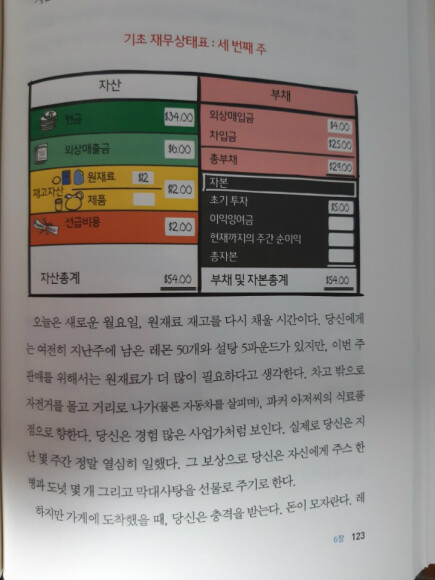 기초 재무상태표 : 세 번째 주
자산
현금 $34.00
외상매출금 $6.00
재고자산 원재료 $12 $12.00
제품
선급비용 $2.00
자산총계 $54.00
부채
외상매입금 $4.00
차입금 $25.00
총부채 $29.00
자본
초기 투자 $5.00
이익잉여금
현재까지의 주간 순이익
총자본
부채 및 자본총계 $54.00
오늘은 새로운 월요일, 원재료 재고를 다시 채울 시간이다. 당신에게
는 여전히 지난주에 남은 레몬 50개와 설탕 5파운드가 있지만, 이번 주
판매를 위해서는 원재료가 더 많이 필요하다고 생각한다. 차고 밖으로
자전거를 몰고 거리로 나가(물론 자동차를 살피며), 파커 아저씨의 식료품
점으로 향한다. 당신은 경험 많은 사업가처럼 보인다. 실제로 당신은 지
난 몇 주간 정말 열심히 일했다. 그 보상으로 당신은 자신에게 주스 한
병과 도넛 몇 개 그리고 막대사탕을 선물로 주기로 한다.
하지만 가게에 도착했을 때, 당신은 충격을 받는다. 돈이 모자란다. 레
6장 123